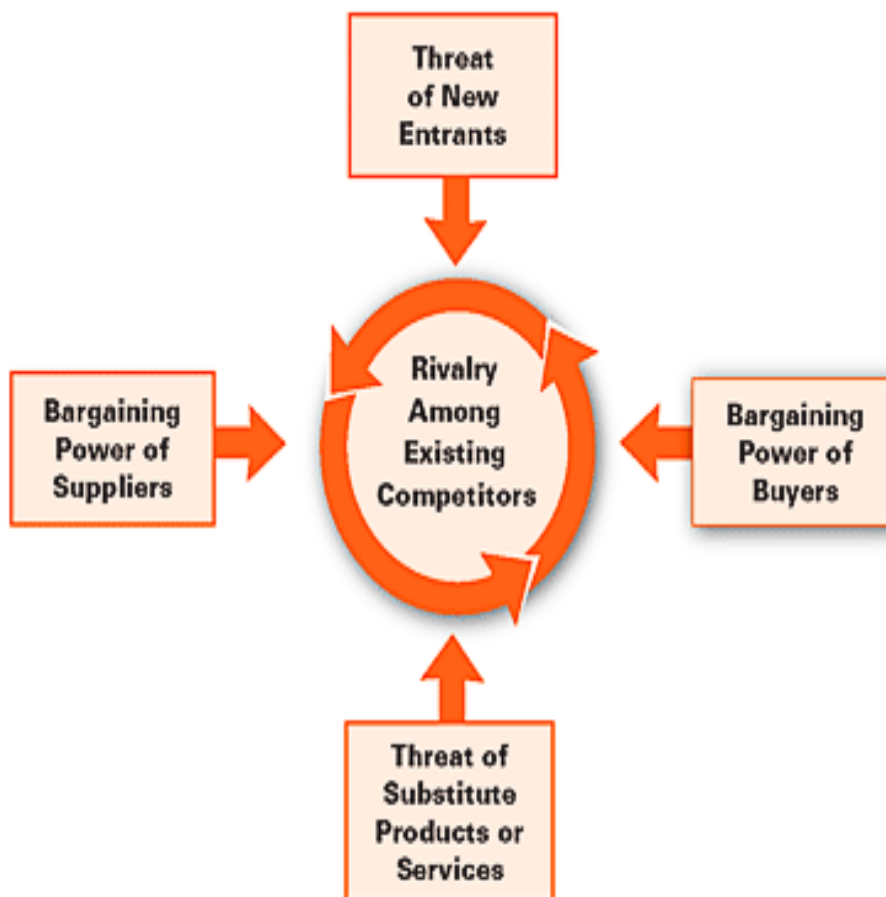 Threat
of New
Entrants
Rivalry
Among
Existing
Competitors
Bargaining
Power of
Suppliers
Bargaining
Power of
Buyers
Threat of
Substitute
Products or
Services